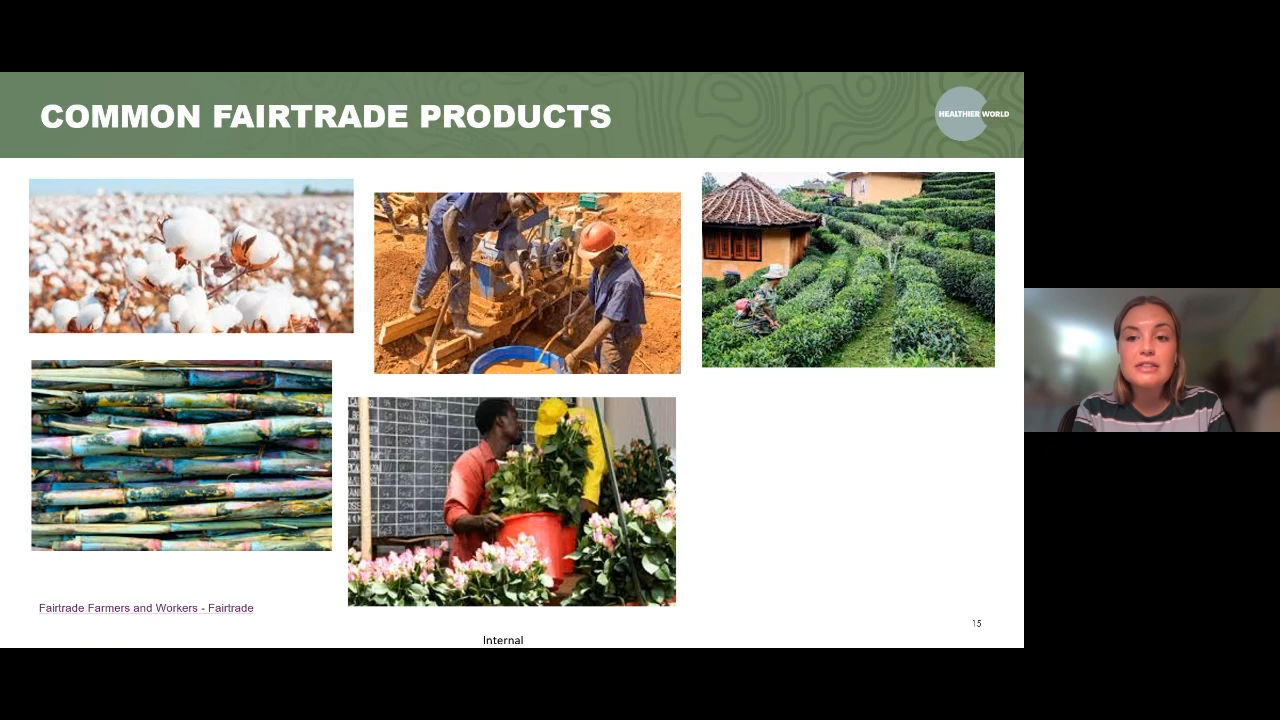 COMMON FAIRTRADE PRODUCTS
HEALTHIER WORLD
Fairtrade Farmers and Workers - Fairtrade
15
Internal